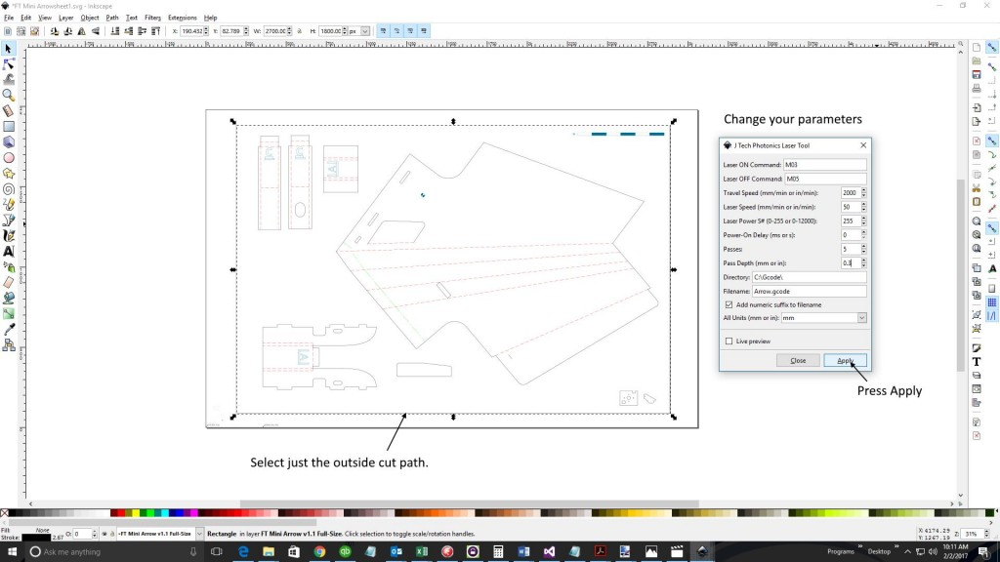 *FT Mini Arrowsheet1.svg - Inkscape
File Edit View Layer Object Path Text Filters Extensions Help
X: 190.432 Y: 82.789 W: 2700.00 H: 1800.00 px
Change your parameters
J Tech Photonics Laser Tool
Laser ON Command: M03
Laser OFF Command: M05
Travel Speed (mm/min or in/min): 2000
Laser Speed (mm/min or in/min): 50
Laser Power S# (0-255 or 0-12000): 255
Power-On Delay (ms or s): 0
Passes: 5
Pass Depth (mm or in): 0.3
Directory: C:\Gcode\
Filename: Arrow.gcode
Add numeric suffix to filename
All Units (mm or in): mm
Live preview
Close Apply
Press Apply
Select just the outside cut path.
Fill: None
Stroke: 2.67 O: 0 -FT Mini Arrow v1.1 Full-Size Rectangle in layer FT Mini Arrow v1.1 Full-Size. Click selection to toggle scale/rotation handles.
X: 4174.29
Y: 1267.19 Z: 31%
Ask me anything
Programs Desktop
10:11 AM
2/2/2017